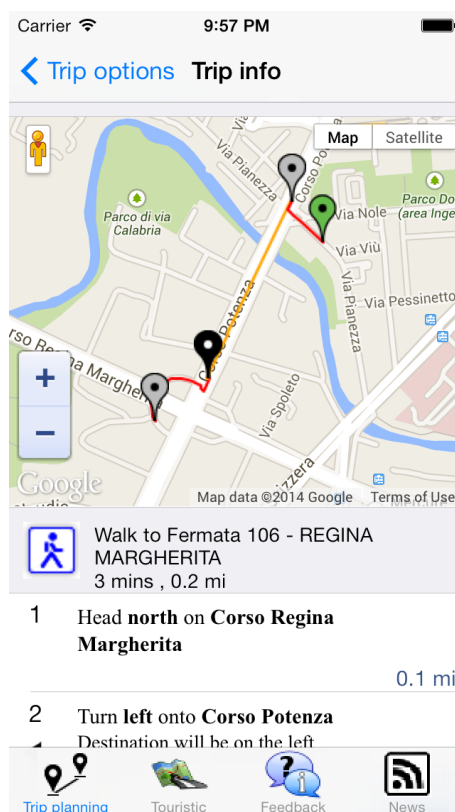 Carrier 9:57 PM
Trip options Trip info
Map Satellite
Via Pianezza
Corso Po
Parco di via
Calabria
Via Nole
Parco Do
(area Inge
Via Viù
Via Pianezza
Via Pessinetto
Corso Potenza
rso Regina Margherit
Via Spoleto
izzera
+
−
Google
Map data ©2014 Google Terms of Use
Walk to Fermata 106 - REGINA
MARGHERITA
3 mins , 0.2 mi
1 Head north on Corso Regina
Margherita
0.1 mi
2 Turn left onto Corso Potenza
Destination will be on the left
Trip planning Touristic Feedback News